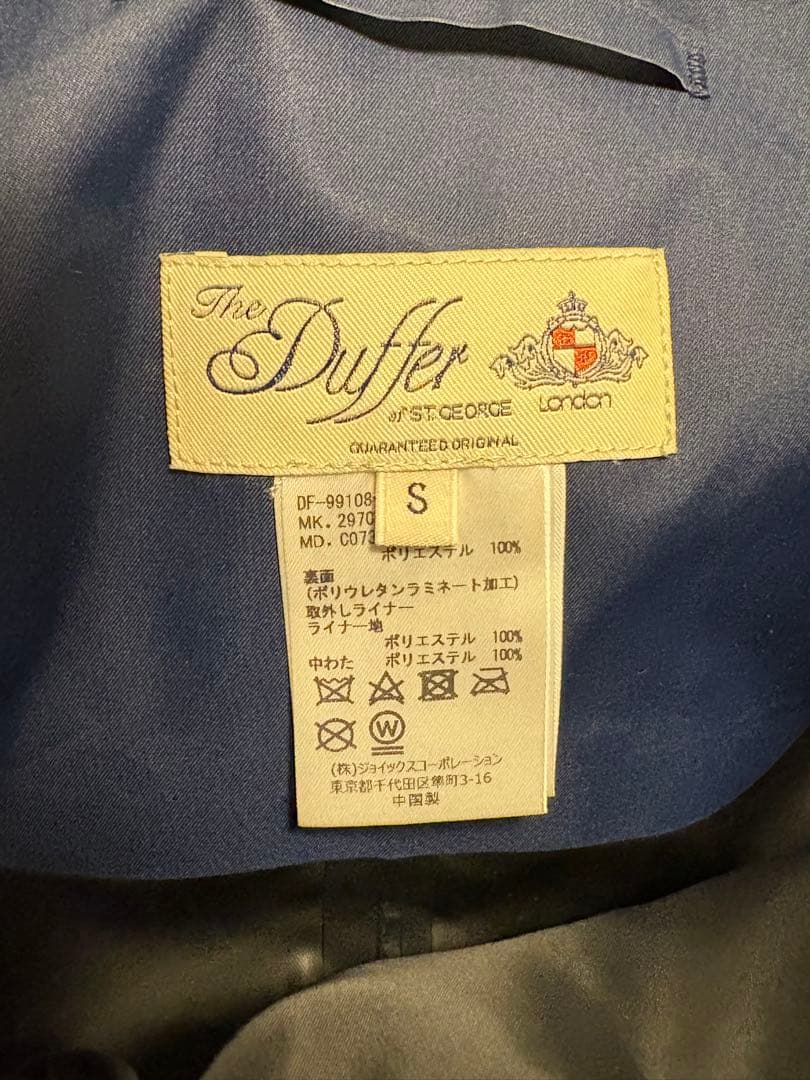 The
Duffer
of ST. GEORGE
London
GUARANTEED ORIGINAL
S
DF-99108
MK. 2970
MD. C073
ポリエステル 100%
裏面
(ポリウレタンラミネート加工)
取外しライナー
ライナー地
ポリエステル 100%
中わた ポリエステル 100%
W
(株)ジョイックスコーポレーション
東京都千代田区隼町3-16
中国製